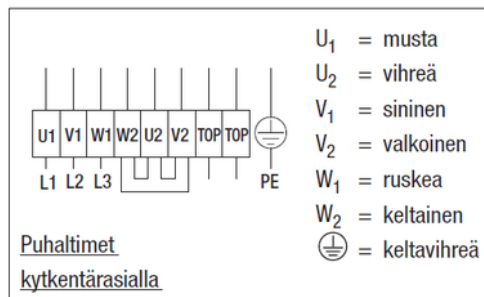 U1 V1 W1 W2 U2 V2 TOP TOP
L1 L2 L3 PE
Puhaltimet
kytkentärasialla
U₁ = musta
U₂ = vihreä
V₁ = sininen
V₂ = valkoinen
W₁ = ruskea
W₂ = keltainen
= keltavihreä